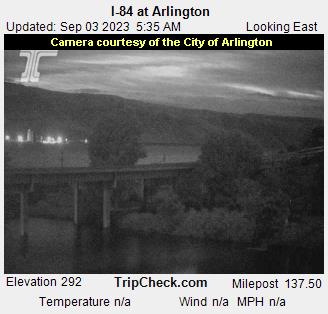 I-84 at Arlington
Updated: Sep 03 2023 5:35 AM Looking East
Camera courtesy of the City of Arlington
Elevation 292 TripCheck.com Milepost 137.50
Temperature n/a Wind n/a MPH n/a